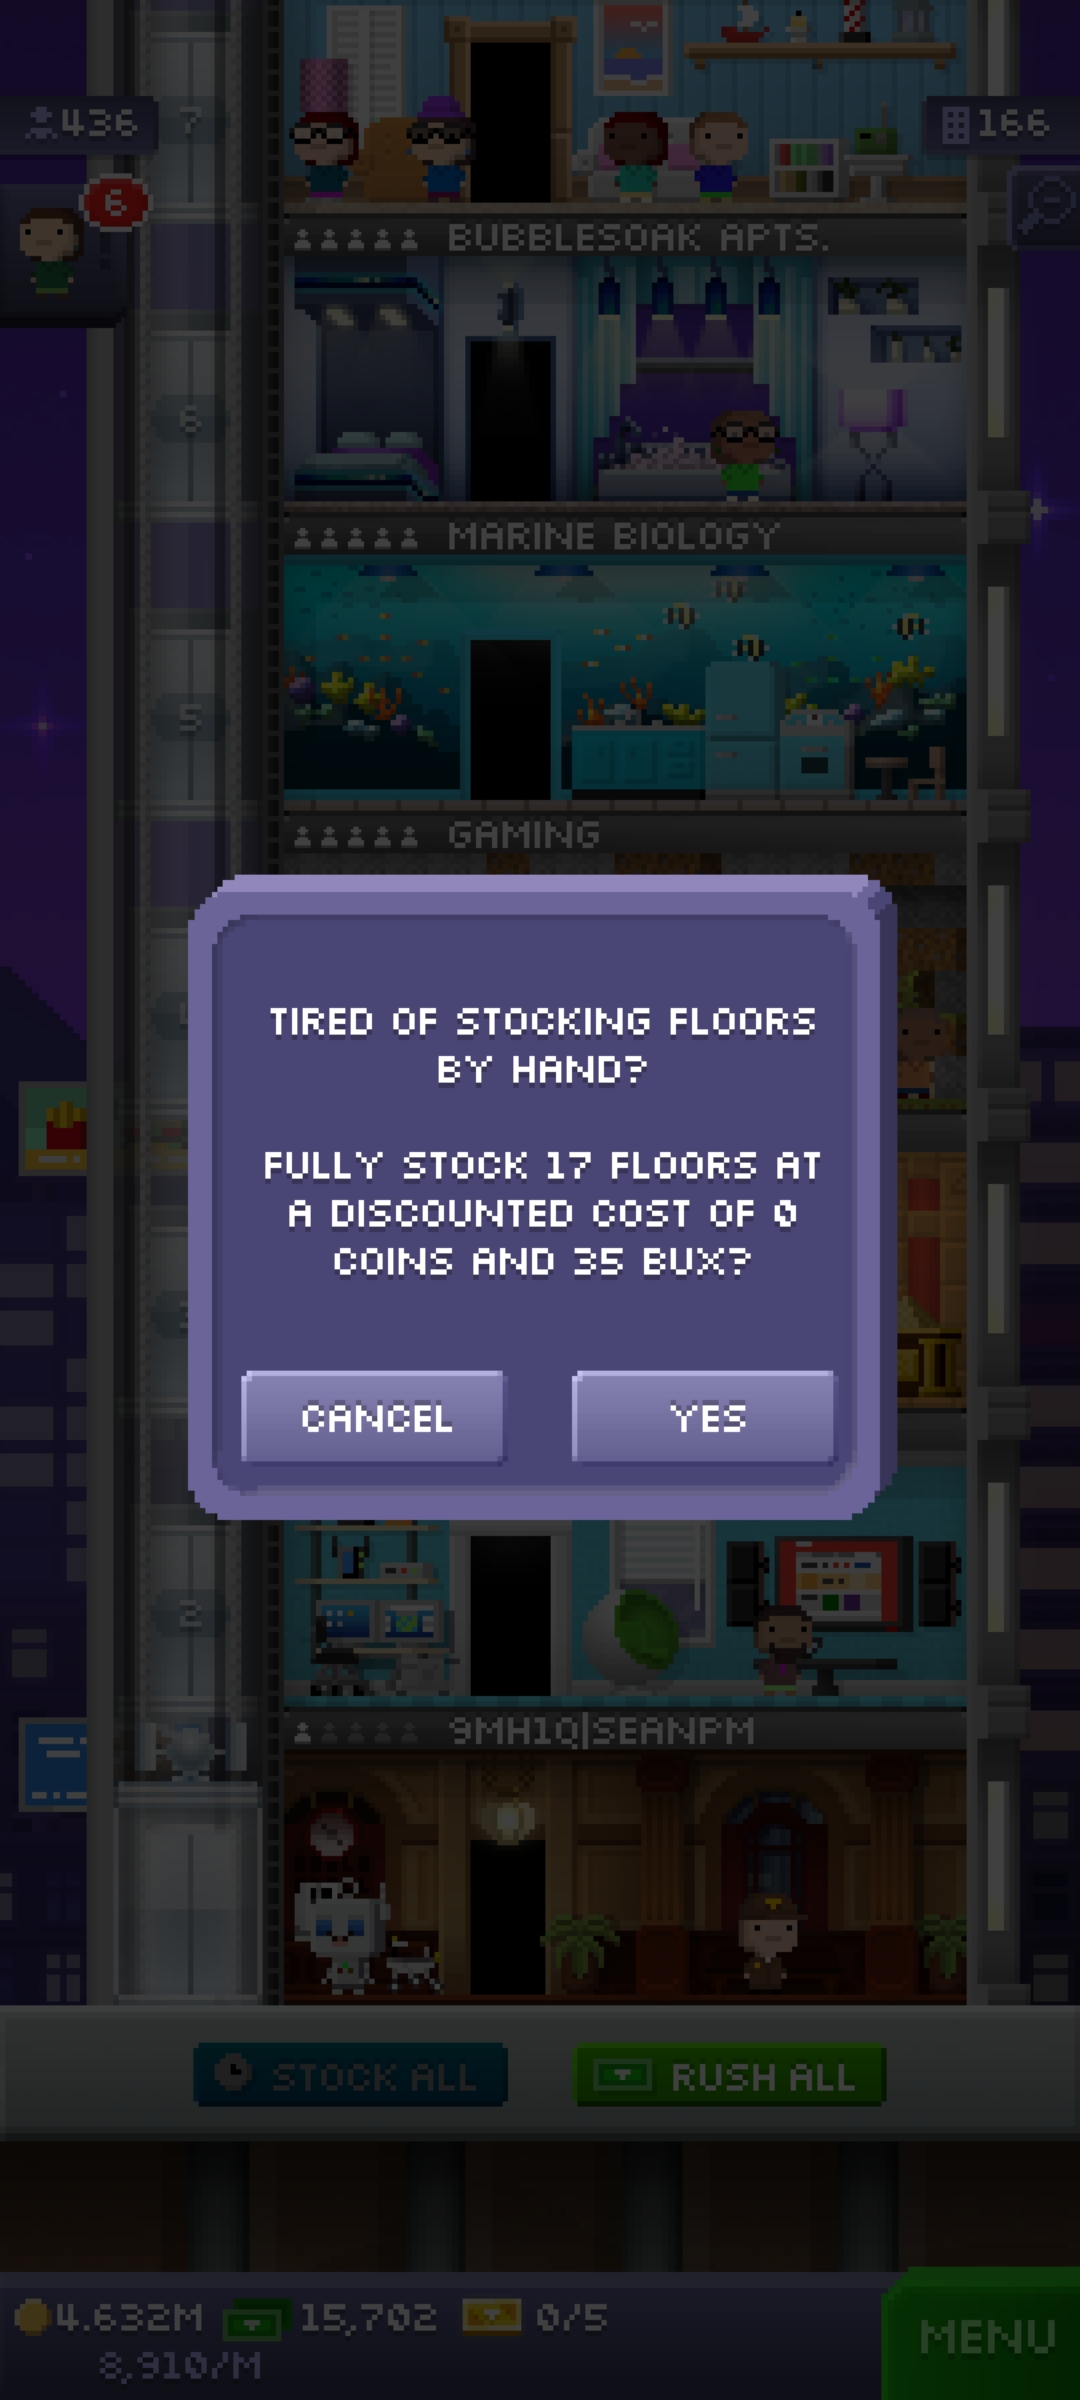 7
436
166
6
BUBBLESOAK APTS.
6
MARINE BIOLOGY
5
GAMING
TIRED OF STOCKING FLOORS
BY HAND?
FULLY STOCK 17 FLOORS AT
A DISCOUNTED COST OF 0
COINS AND 35 BUX?
CANCEL
YES
2
9MH1Q|SEANPM
STOCK ALL
RUSH ALL
4.632M
15,702
0/5
8,910/M
MENU